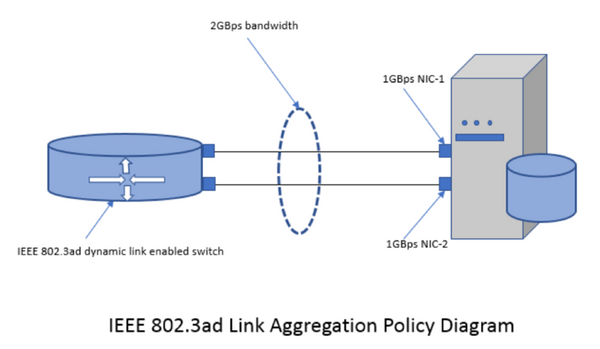 2GBps bandwidth
1GBps NIC-1
1GBps NIC-2
IEEE 802.3ad dynamic link enabled switch
IEEE 802.3ad Link Aggregation Policy Diagram